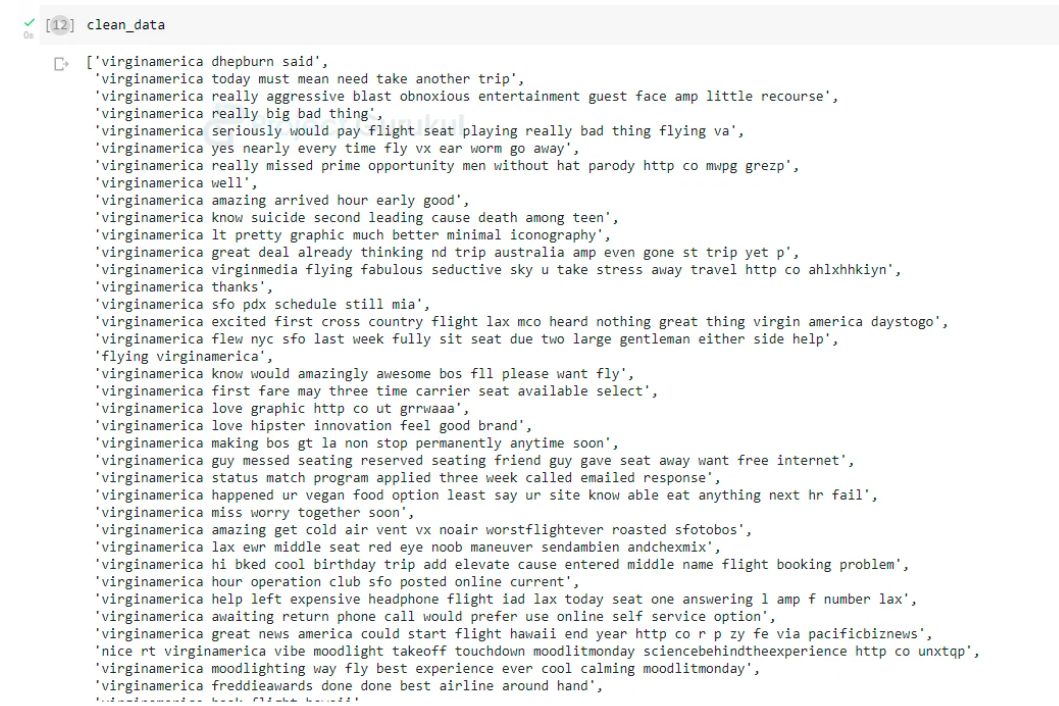 [12] clean_data
0s
['virginamerica dhepburn said',
'virginamerica today must mean need take another trip',
'virginamerica really aggressive blast obnoxious entertainment guest face amp little recourse',
'virginamerica really big bad thing',
'virginamerica seriously would pay flight seat playing really bad thing flying va',
'virginamerica yes nearly every time fly vx ear worm go away',
'virginamerica really missed prime opportunity men without hat parody http co mwpg grezp',
'virginamerica well',
'virginamerica amazing arrived hour early good',
'virginamerica know suicide second leading cause death among teen',
'virginamerica lt pretty graphic much better minimal iconography',
'virginamerica great deal already thinking nd trip australia amp even gone st trip yet p',
'virginamerica virginmedia flying fabulous seductive sky u take stress away travel http co ahlxhhkiyn',
'virginamerica thanks',
'virginamerica sfo pdx schedule still mia',
'virginamerica excited first cross country flight lax mco heard nothing great thing virgin america daystogo',
'virginamerica flew nyc sfo last week fully sit seat due two large gentleman either side help',
'flying virginamerica',
'virginamerica know would amazingly awesome bos fll please want fly',
'virginamerica first fare may three time carrier seat available select',
'virginamerica love graphic http co ut grrwaaa',
'virginamerica love hipster innovation feel good brand',
'virginamerica making bos gt la non stop permanently anytime soon',
'virginamerica guy messed seating reserved seating friend guy gave seat away want free internet',
'virginamerica status match program applied three week called emailed response',
'virginamerica happened ur vegan food option least say ur site know able eat anything next hr fail',
'virginamerica miss worry together soon',
'virginamerica amazing get cold air vent vx noair worstflightever roasted sfotobos',
'virginamerica lax ewr middle seat red eye noob maneuver sendambien andchexmix',
'virginamerica hi bked cool birthday trip add elevate cause entered middle name flight booking problem',
'virginamerica hour operation club sfo posted online current',
'virginamerica help left expensive headphone flight iad lax today seat one answering l amp f number lax',
'virginamerica awaiting return phone call would prefer use online self service option',
'virginamerica great news america could start flight hawaii end year http co r p zy fe via pacificbiznews',
'nice rt virginamerica vibe moodlight takeoff touchdown moodlitmonday sciencebehindtheexperience http co unxtqp',
'virginamerica moodlighting way fly best experience ever cool calming moodlitmonday',
'virginamerica freddieawards done done best airline around hand',